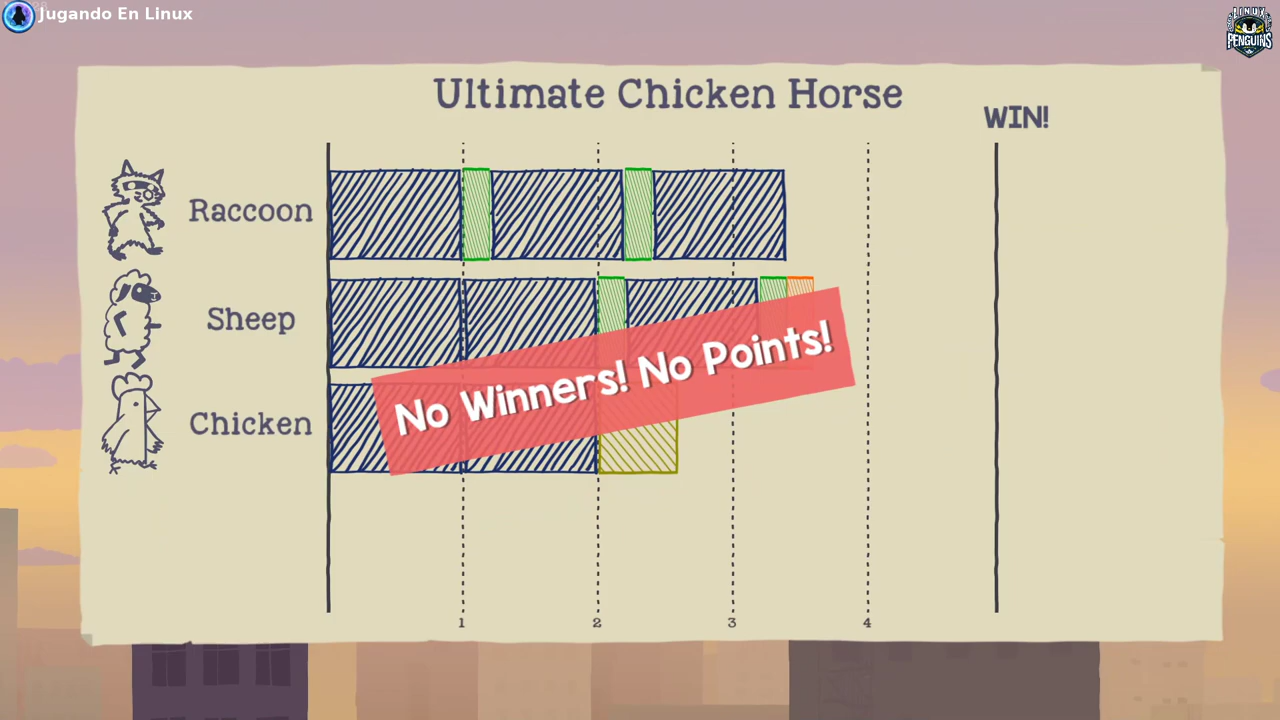 Jugando En Linux
LINUX
PENGUINS
Ultimate Chicken Horse
WIN!
Raccoon
Sheep
Chicken
No Winners! No Points!
1
2
3
4